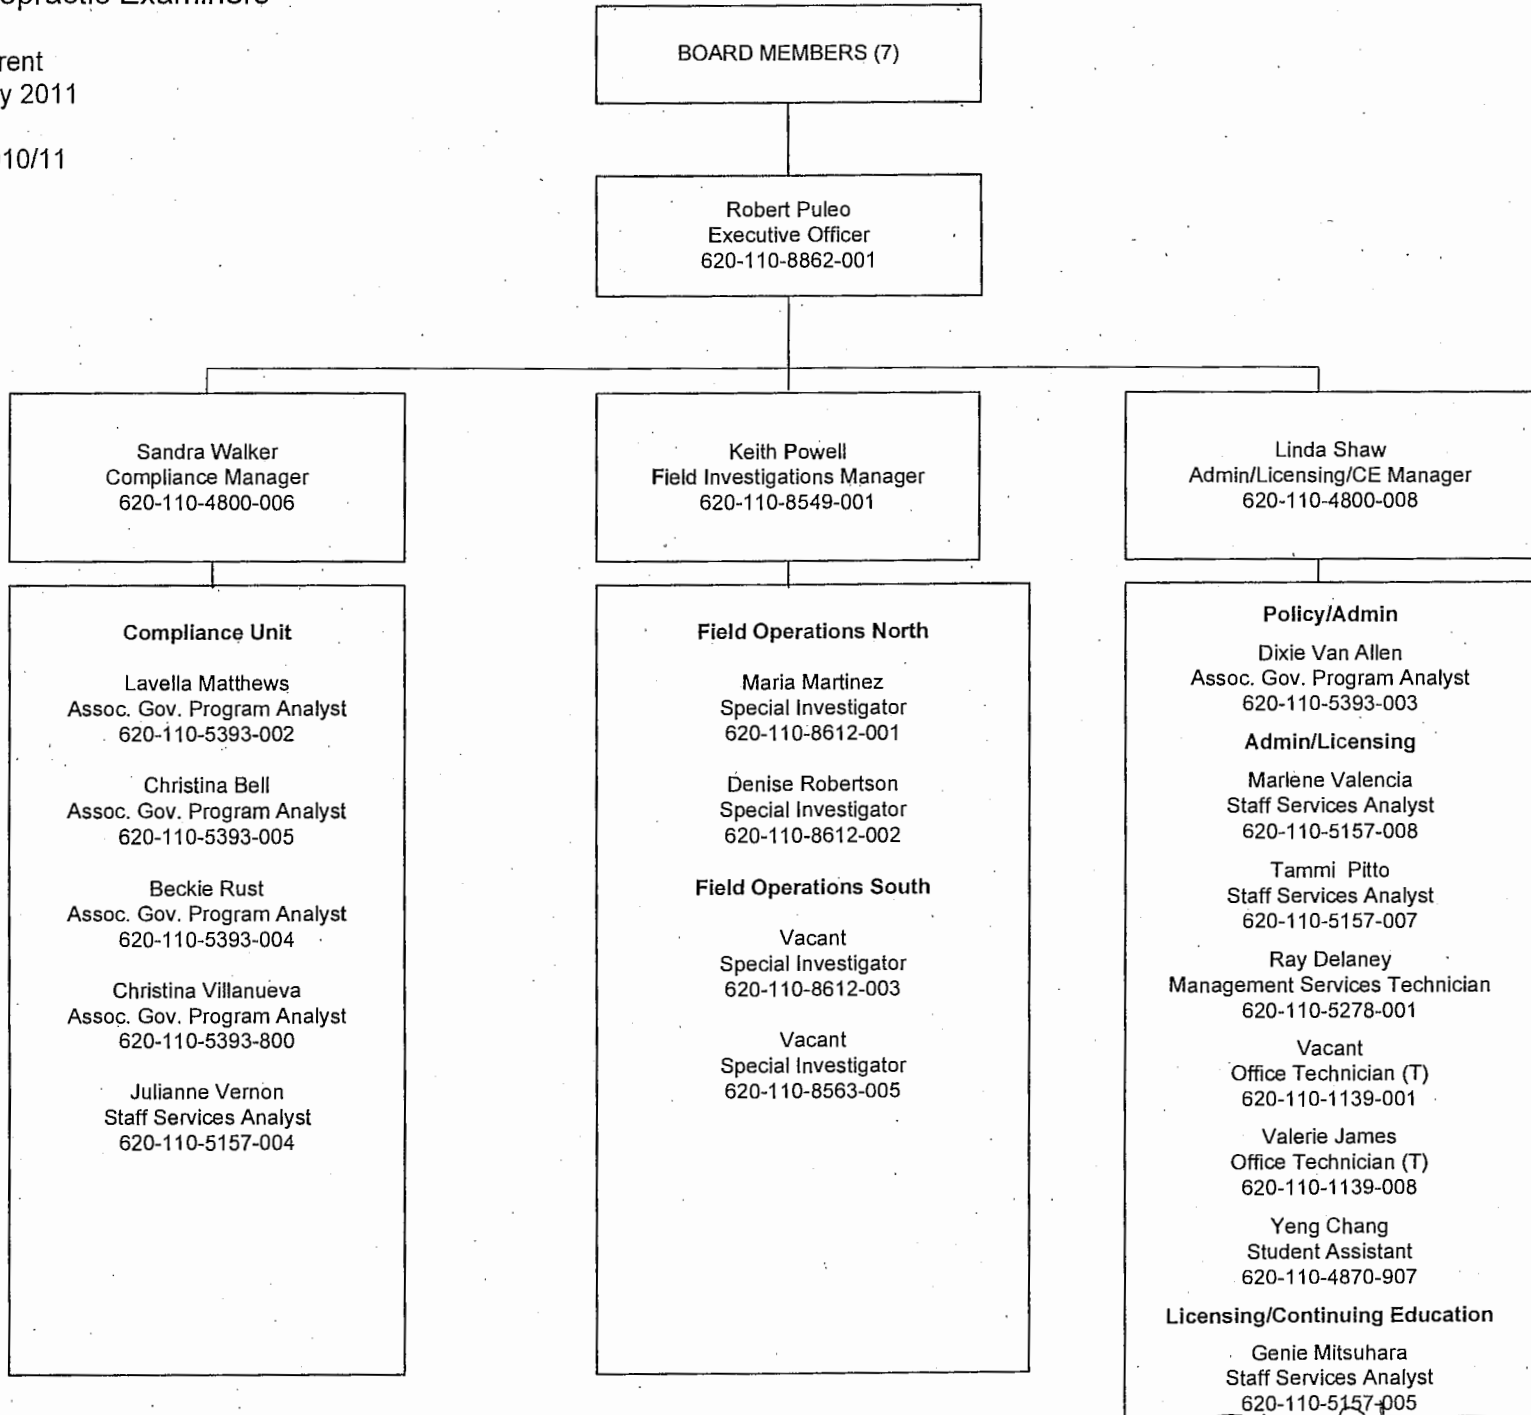 rent
y 2011
10/11
BOARD MEMBERS (7)
Robert Puleo
Executive Officer
620-110-8862-001
Sandra Walker
Compliance Manager
620-110-4800-006
Keith Powell
Field Investigations Manager
620-110-8549-001
Linda Shaw
Admin/Licensing/CE Manager
620-110-4800-008
Compliance Unit
Lavella Matthews
Assoc. Gov. Program Analyst
620-110-5393-002
Christina Bell
Assoc. Gov. Program Analyst
620-110-5393-005
Beckie Rust
Assoc. Gov. Program Analyst
620-110-5393-004
Christina Villanueva
Assoc. Gov. Program Analyst
620-110-5393-800
Julianne Vernon
Staff Services Analyst
620-110-5157-004
Field Operations North
Maria Martinez
Special Investigator
620-110-8612-001
Denise Robertson
Special Investigator
620-110-8612-002
Field Operations South
Vacant
Special Investigator
620-110-8612-003
Vacant
Special Investigator
620-110-8563-005
Policy/Admin
Dixie Van Allen
Assoc. Gov. Program Analyst
620-110-5393-003
Admin/Licensing
Marlene Valencia
Staff Services Analyst
620-110-5157-008
Tammi Pitto
Staff Services Analyst
620-110-5157-007
Ray Delaney
Management Services Technician
620-110-5278-001
Vacant
Office Technician (T)
620-110-1139-001
Valerie James
Office Technician (T)
620-110-1139-008
Yeng Chang
Student Assistant
620-110-4870-907
Licensing/Continuing Education
Genie Mitsuhara
Staff Services Analyst
620-110-5157-005